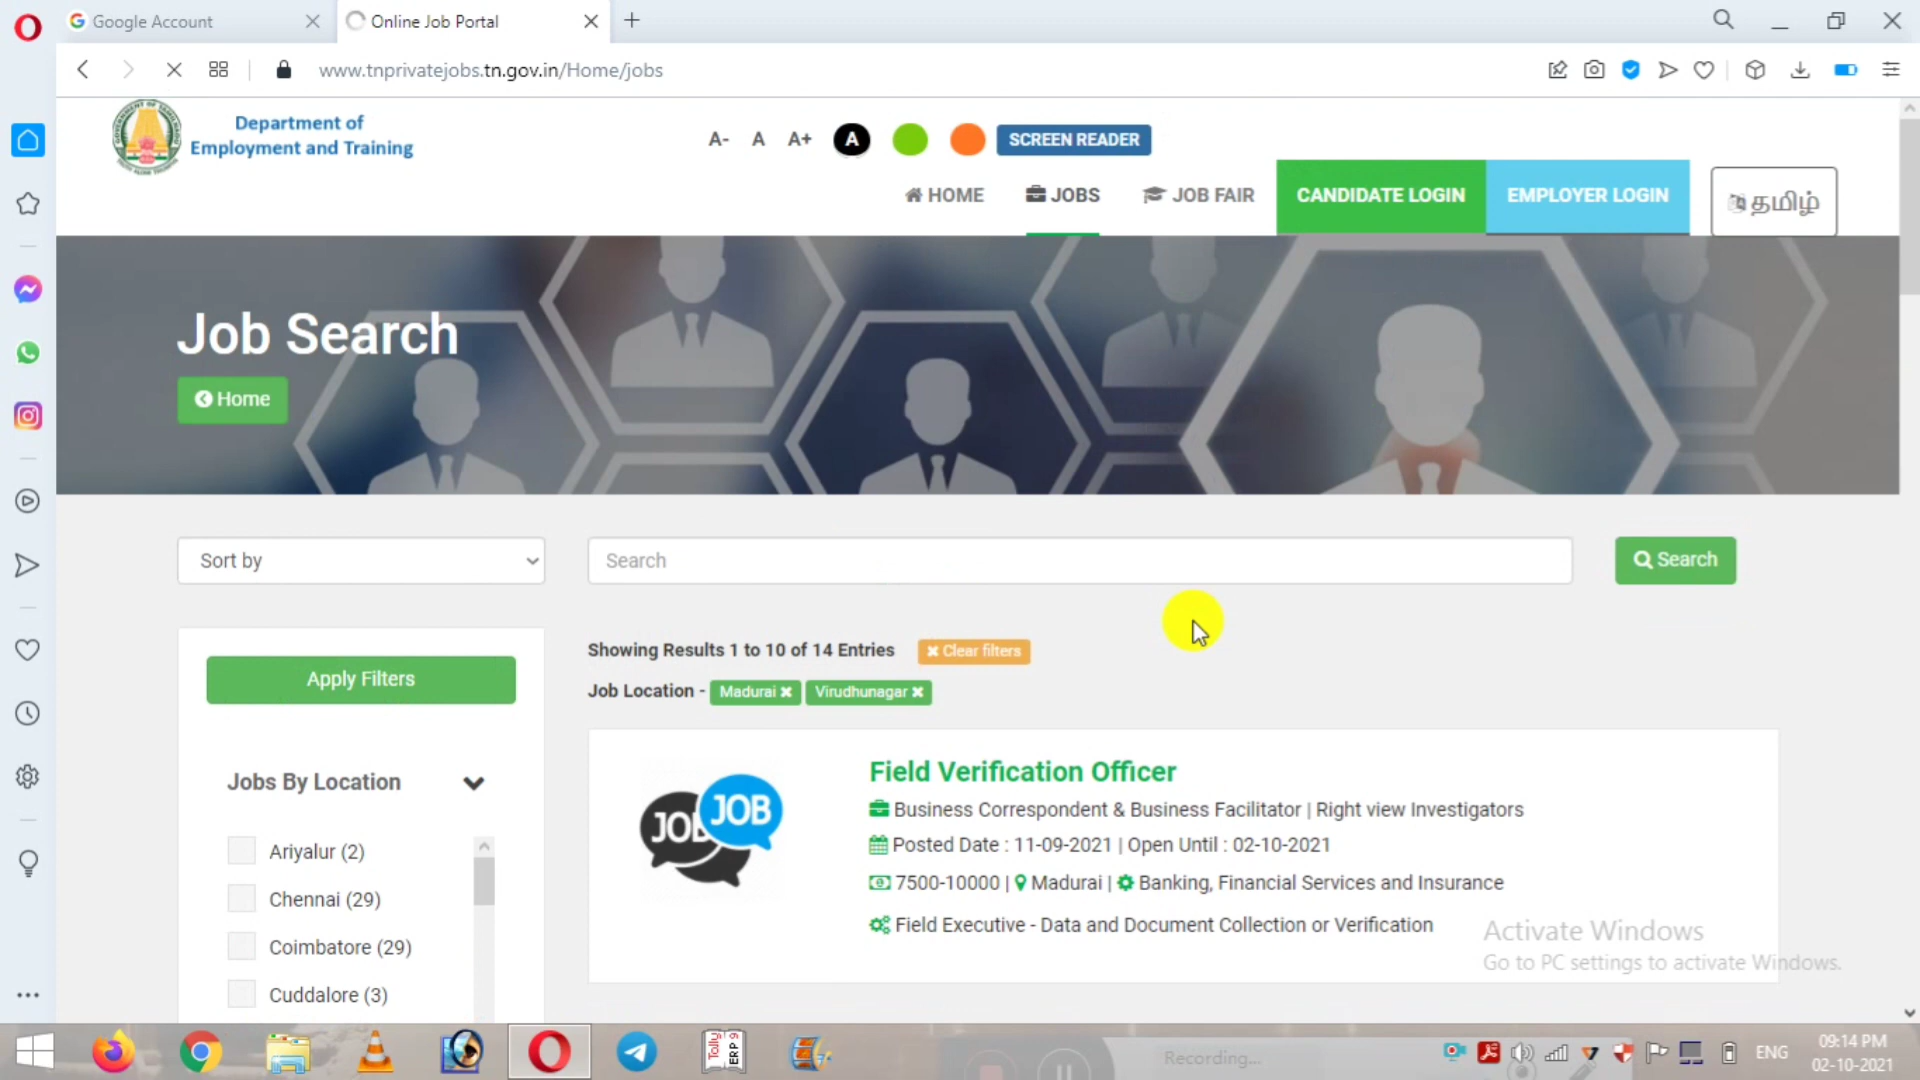 Google Account
Online Job Portal
www.tnprivatejobs.tn.gov.in/Home/jobs
Department of
Employment and Training
A-
A
A+
A
SCREEN READER
HOME
JOBS
JOB FAIR
CANDIDATE LOGIN
EMPLOYER LOGIN
தமிழ்
Job Search
Home
Sort by
Search
Search
Showing Results 1 to 10 of 14 Entries
Clear filters
Job Location - Madurai Virudhunagar
Apply Filters
Jobs By Location
Ariyalur (2)
Chennai (29)
Coimbatore (29)
Cuddalore (3)
JOB
JOB
Field Verification Officer
Business Correspondent & Business Facilitator | Right view Investigators
Posted Date : 11-09-2021 | Open Until : 02-10-2021
7500-10000 | Madurai | Banking, Financial Services and Insurance
Field Executive - Data and Document Collection or Verification
Activate Windows
Go to PC settings to activate Windows.
Tally
ERP 9
Recording...
ENG
09:14 PM
02-10-2021